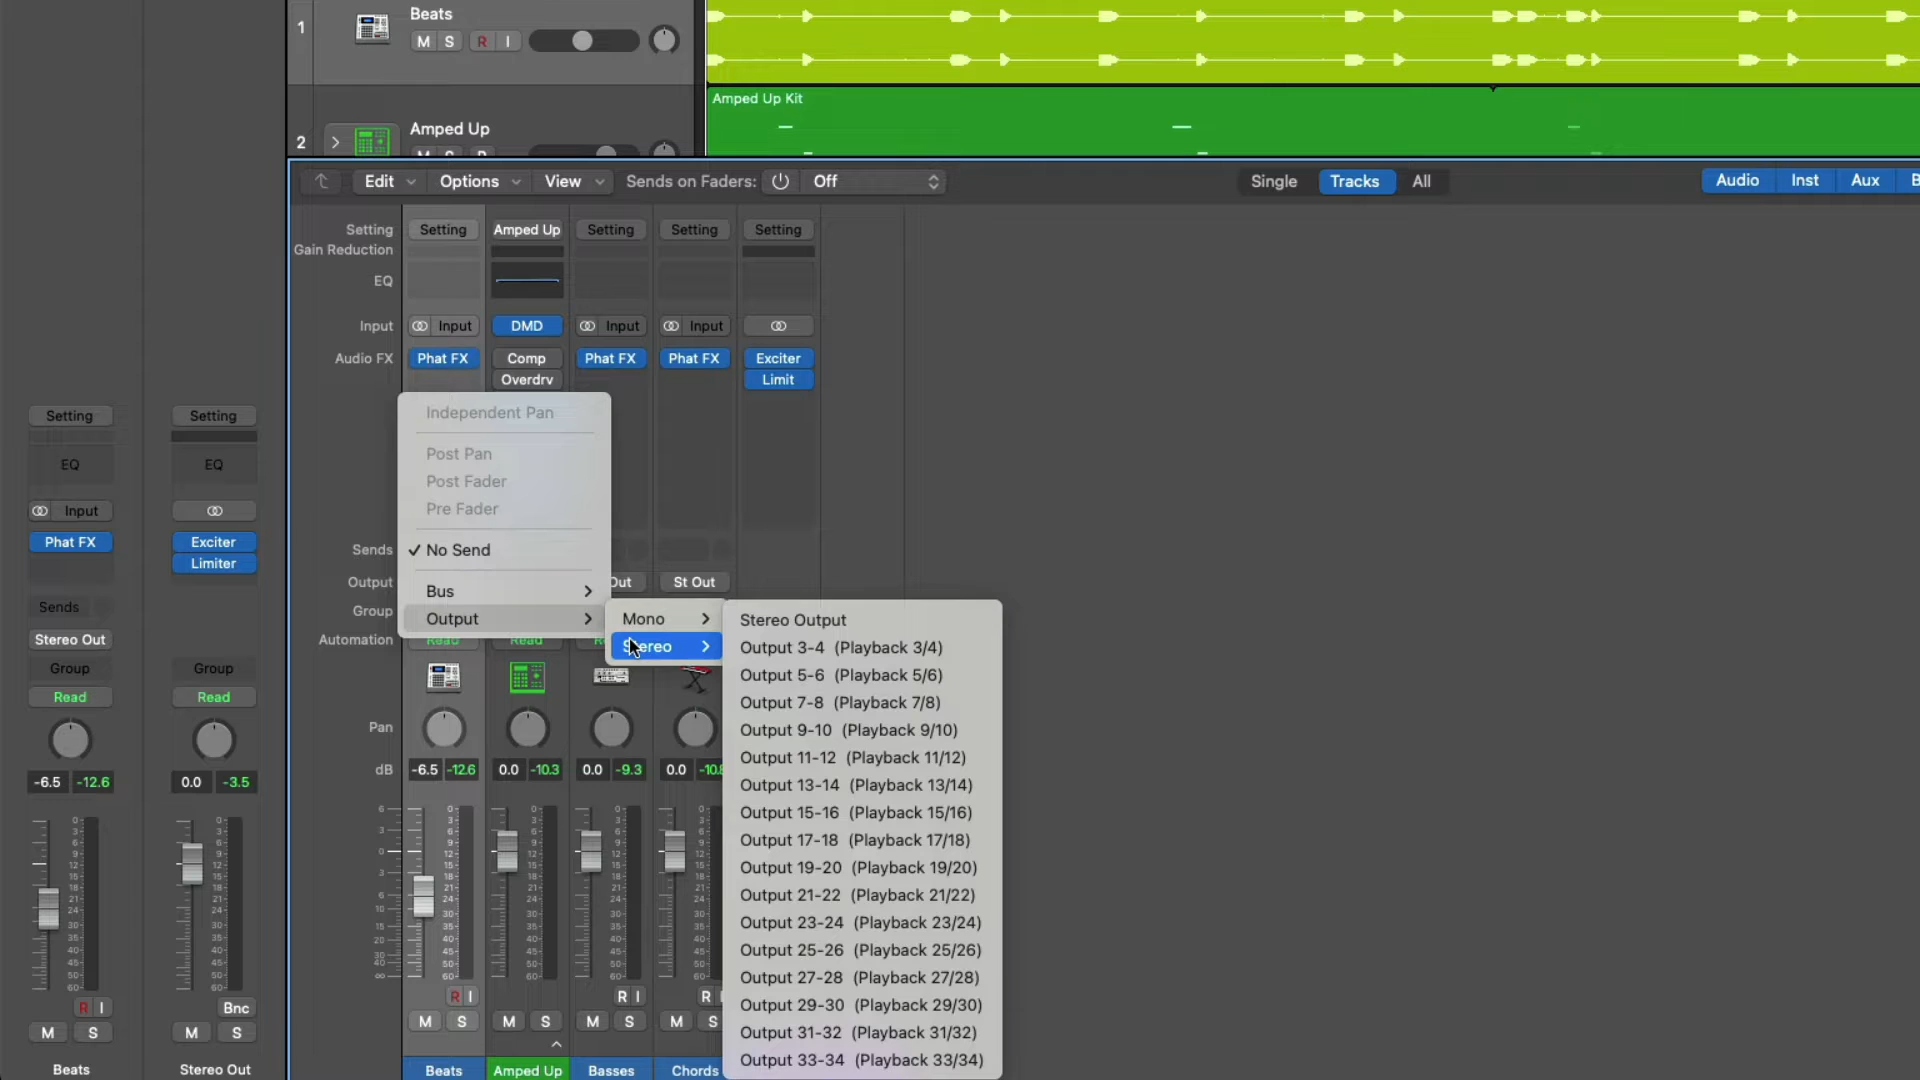 1
Beats
M S R I
Amped Up Kit
2
Amped Up
Edit Options View Sends on Faders: Off
Single Tracks All
Audio Inst Aux
Setting Setting Amped Up Setting Setting Setting
Gain Reduction
EQ
Input Input DMD Input Input
Audio FX Phat FX Comp Phat FX Phat FX Exciter
Overdrv Limit
Independent Pan
Post Pan
Post Fader
Pre Fader
No Send
Bus
Output
Mono
Stereo
Stereo Output
Output 3-4 (Playback 3/4)
Output 5-6 (Playback 5/6)
Output 7-8 (Playback 7/8)
Output 9-10 (Playback 9/10)
Output 11-12 (Playback 11/12)
Output 13-14 (Playback 13/14)
Output 15-16 (Playback 15/16)
Output 17-18 (Playback 17/18)
Output 19-20 (Playback 19/20)
Output 21-22 (Playback 21/22)
Output 23-24 (Playback 23/24)
Output 25-26 (Playback 25/26)
Output 27-28 (Playback 27/28)
Output 29-30 (Playback 29/30)
Output 31-32 (Playback 31/32)
Output 33-34 (Playback 33/34)
Sends
Output Out St Out
Group
Automation Read Read
Pan
dB -6.5 -12.6 0.0 -10.3 0.0 -9.3 0.0
R I R I R
M S M S M S M S
Beats Amped Up Basses Chords
Setting Setting
EQ EQ
Input
Phat FX Exciter
Limiter
Sends
Stereo Out
Group Group
Read Read
-6.5 -12.6 0.0 -3.5
R I Bnc
M S M S
Beats Stereo Out